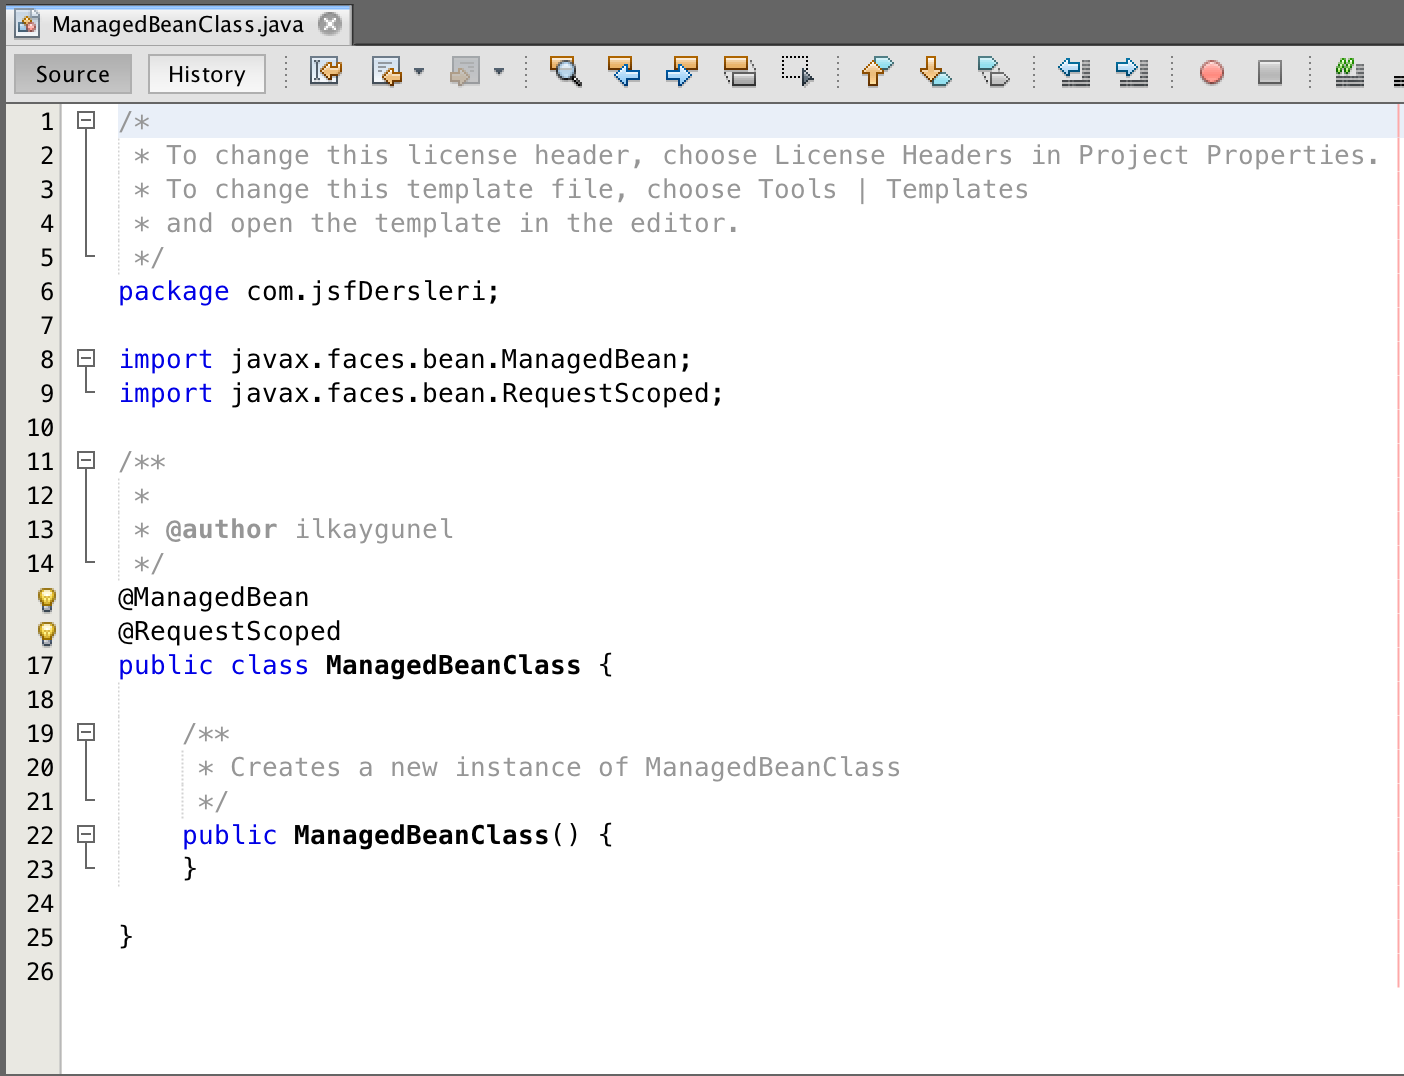 ManagedBeanClass.java
Source History
1 /*
2 * To change this license header, choose License Headers in Project Properties.
3 * To change this template file, choose Tools | Templates
4 * and open the template in the editor.
5 */
6 package com.jsfDersleri;
7
8 import javax.faces.bean.ManagedBean;
9 import javax.faces.bean.RequestScoped;
10
11 /**
12 *
13 * @author ilkaygunel
14 */
@ManagedBean
@RequestScoped
17 public class ManagedBeanClass {
18
19 /**
20 * Creates a new instance of ManagedBeanClass
21 */
22 public ManagedBeanClass() {
23 }
24
25 }
26